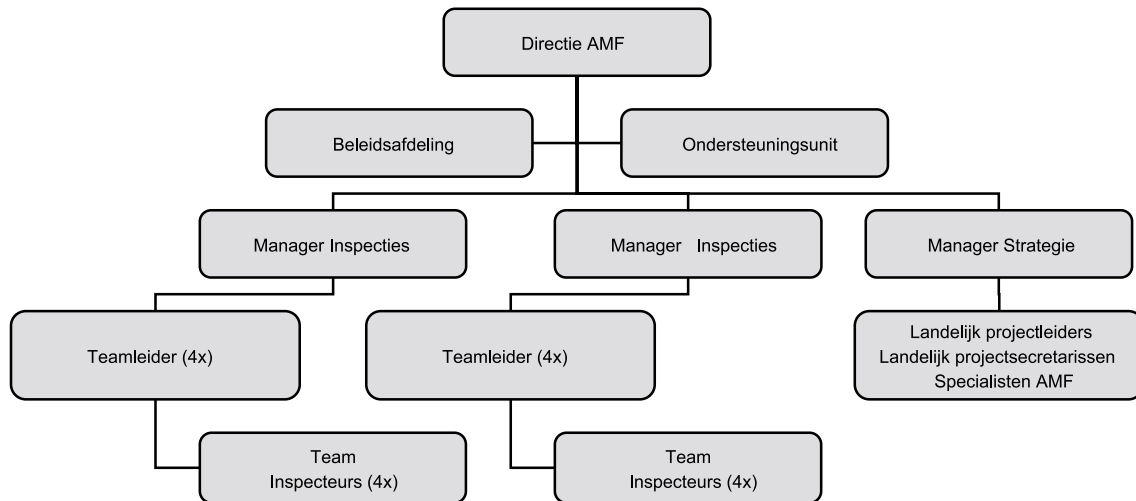 Directie AMF
Beleidsafdeling
Ondersteuningsunit
Manager Inspecties
Manager Inspecties
Manager Strategie
Teamleider (4x)
Teamleider (4x)
Landelijk projectleiders
Landelijk projectsecretarissen
Specialisten AMF
Team
Inspecteurs (4x)
Team
Inspecteurs (4x)